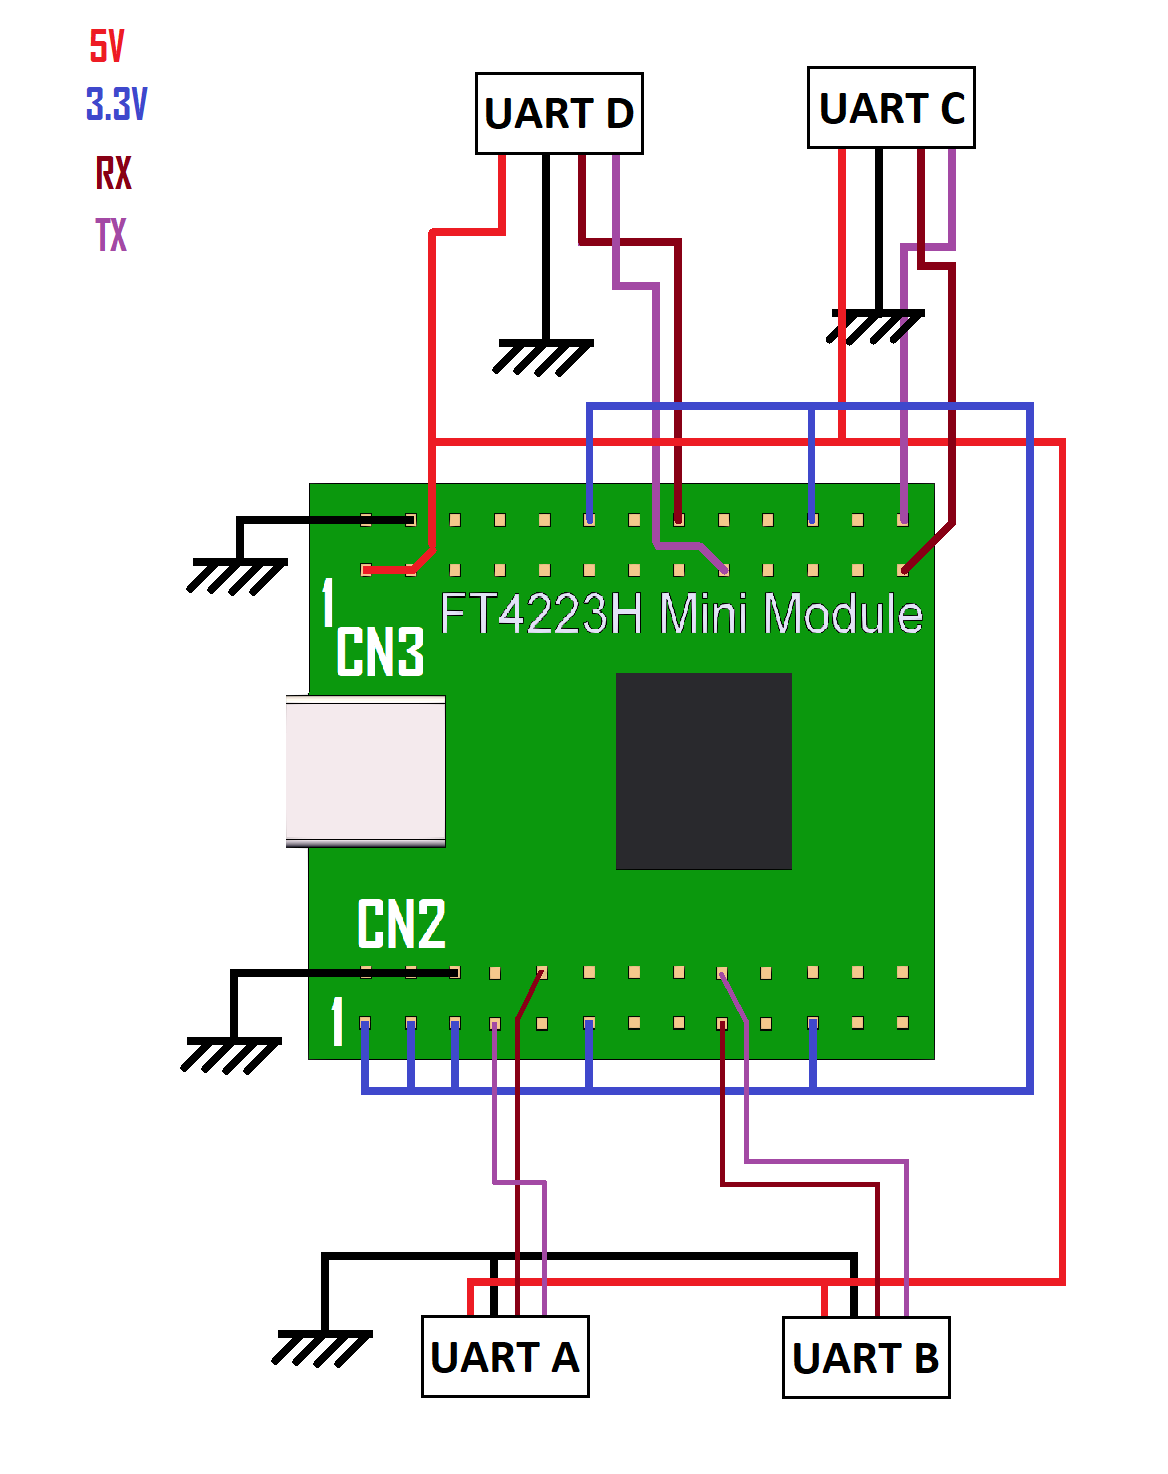 5V
3.3V
RX
TX
UART D
UART C
1
FT4223H Mini Module
CN3
CN2
1
UART A
UART B